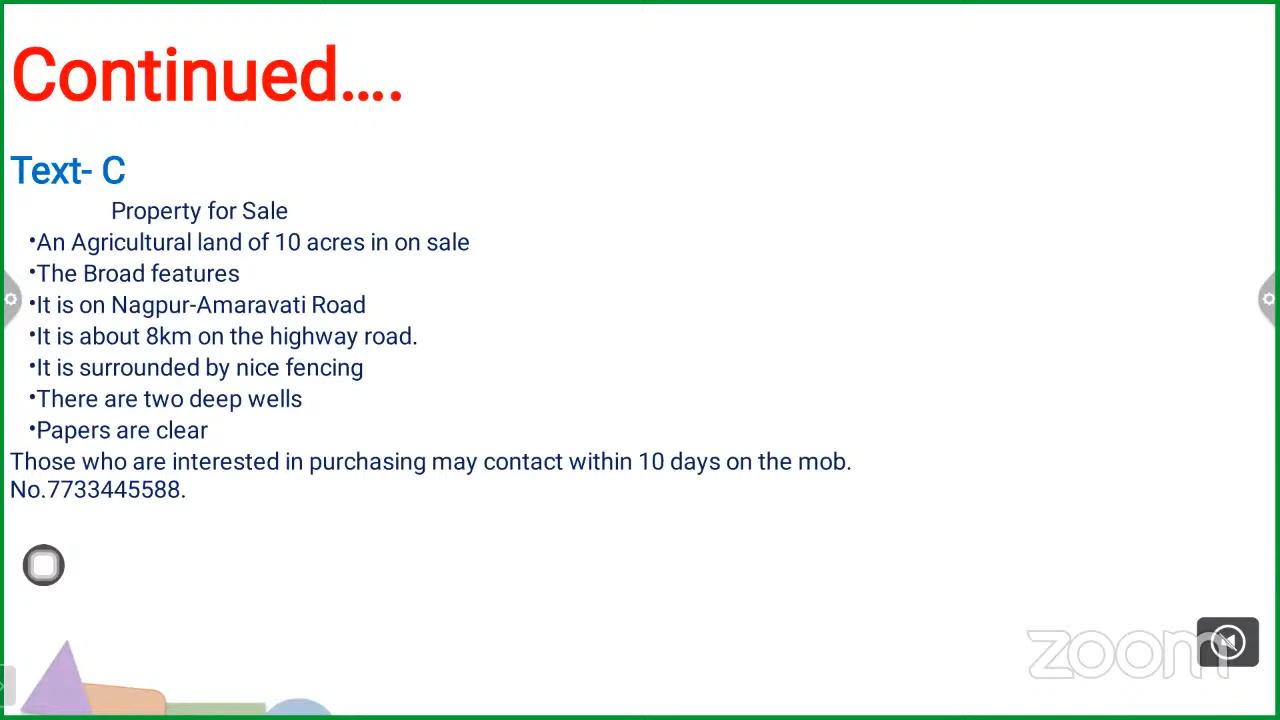 Continued....
Text- C
Property for Sale
•An Agricultural land of 10 acres in on sale
•The Broad features
•It is on Nagpur-Amaravati Road
•It is about 8km on the highway road.
•It is surrounded by nice fencing
•There are two deep wells
•Papers are clear
Those who are interested in purchasing may contact within 10 days on the mob.
No.7733445588.
zoom